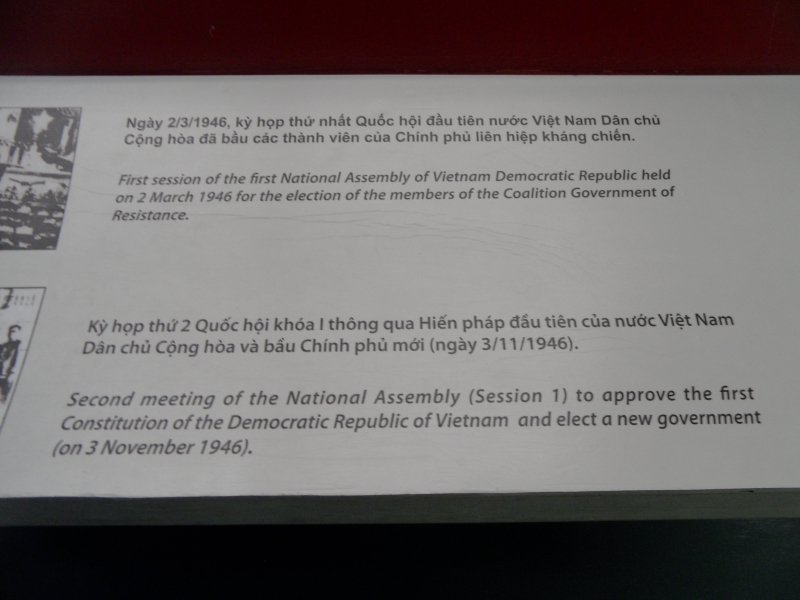 Ngày 2/3/1946, kỳ họp thứ nhất Quốc hội đầu tiên nước Việt Nam Dân chủ
Cộng hòa đã bầu các thành viên của Chính phủ liên hiệp kháng chiến.
First session of the first National Assembly of Vietnam Democratic Republic held
on 2 March 1946 for the election of the members of the Coalition Government of
Resistance.
Kỳ họp thứ 2 Quốc hội khóa I thông qua Hiến pháp đầu tiên của nước Việt Nam
Dân chủ Cộng hòa và bầu Chính phủ mới (ngày 3/11/1946).
Second meeting of the National Assembly (Session 1) to approve the first
Constitution of the Democratic Republic of Vietnam and elect a new government
(on 3 November 1946).